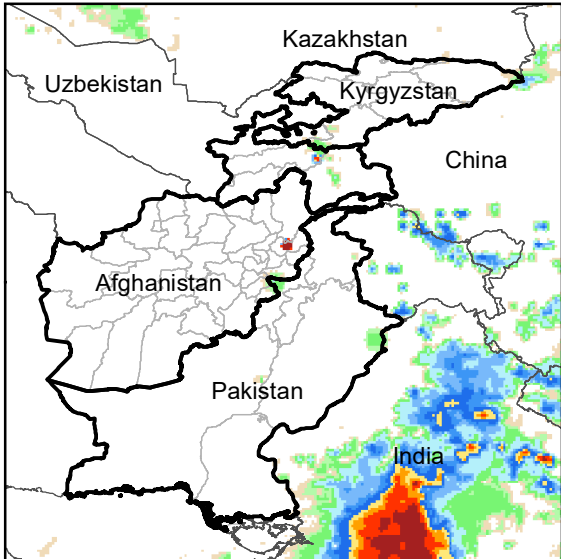 Kazakhstan
Uzbekistan
Kyrgyzstan
China
Afghanistan
Pakistan
India